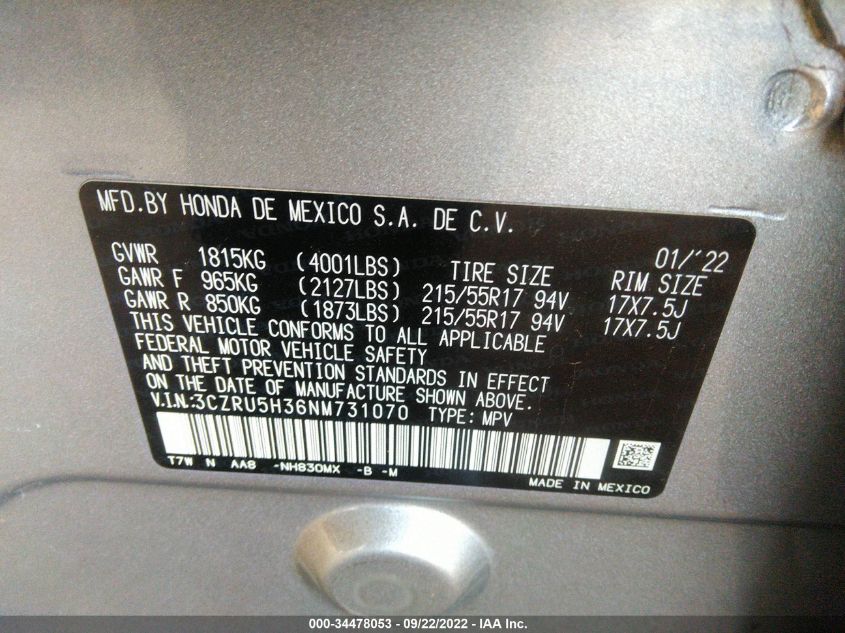 MFD.BY HONDA DE MEXICO S.A. DE C.V.
01/'22
GVWR 1815KG (4001LBS) TIRE SIZE RIM SIZE
GAWR F 965KG (2127LBS) 215/55R17 94V 17X7.5J
GAWR R 850KG (1873LBS) 215/55R17 94V 17X7.5J
THIS VEHICLE CONFORMS TO ALL APPLICABLE
FEDERAL MOTOR VEHICLE SAFETY
AND THEFT PREVENTION STANDARDS IN EFFECT
ON THE DATE OF MANUFACTURE SHOWN ABOVE.
V.I.N.:3CZRU5H36NM731070 TYPE: MPV
T7W N AA8 -NH830MX -B -M
MADE IN MEXICO
000-34478053 - 09/22/2022 - IAA Inc.